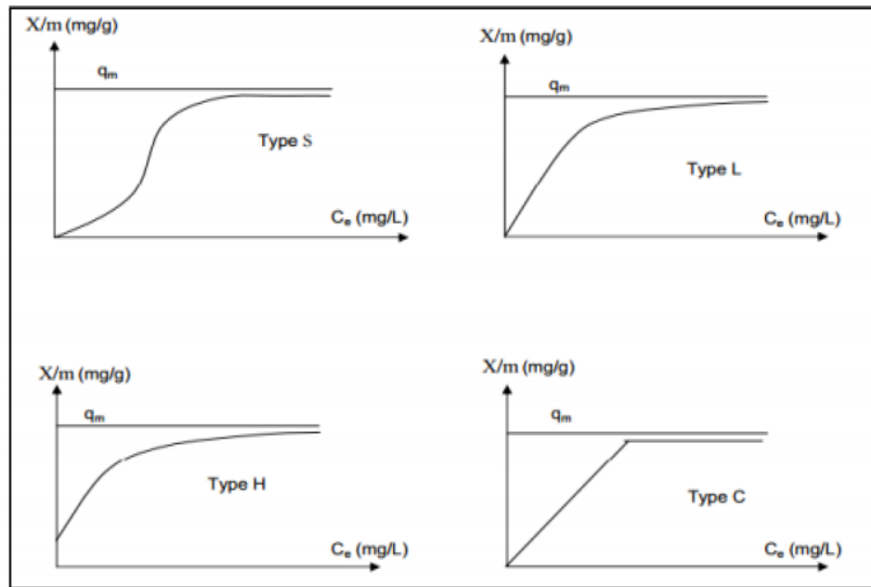 X/m (mg/g)
qm
Type S
Ce (mg/L)
X/m (mg/g)
qm
Type L
Ce (mg/L)
X/m (mg/g)
qm
Type H
Ce (mg/L)
X/m (mg/g)
qm
Type C
Ce (mg/L)